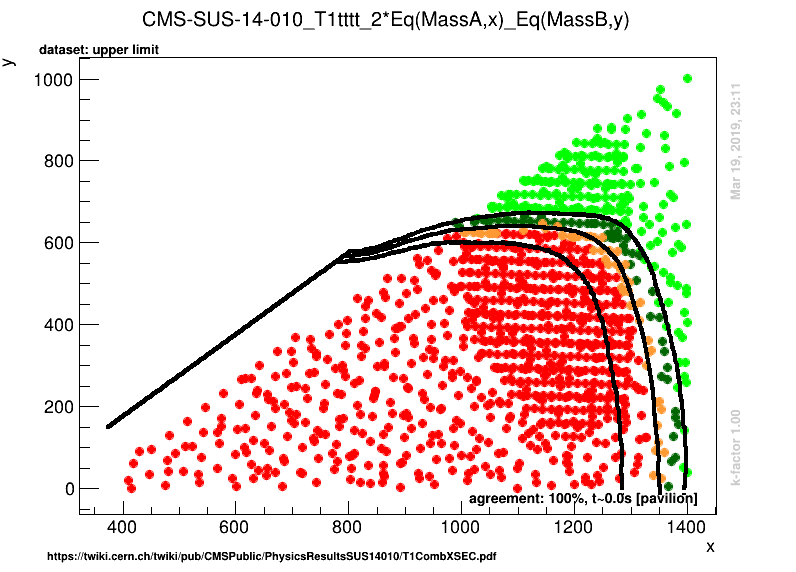 CMS-SUS-14-010_T1tttt_2*Eq(MassA,x)_Eq(MassB,y)
dataset: upper limit
y
1000
800
600
400
200
0
400
600
800
1000
1200
1400
x
Mar 19, 2019, 23:11
k-factor 1.00
agreement: 100%, t~0.0s [pavilion]
https://twiki.cern.ch/twiki/pub/CMSPublic/PhysicsResultsSUS14010/T1CombXSEC.pdf